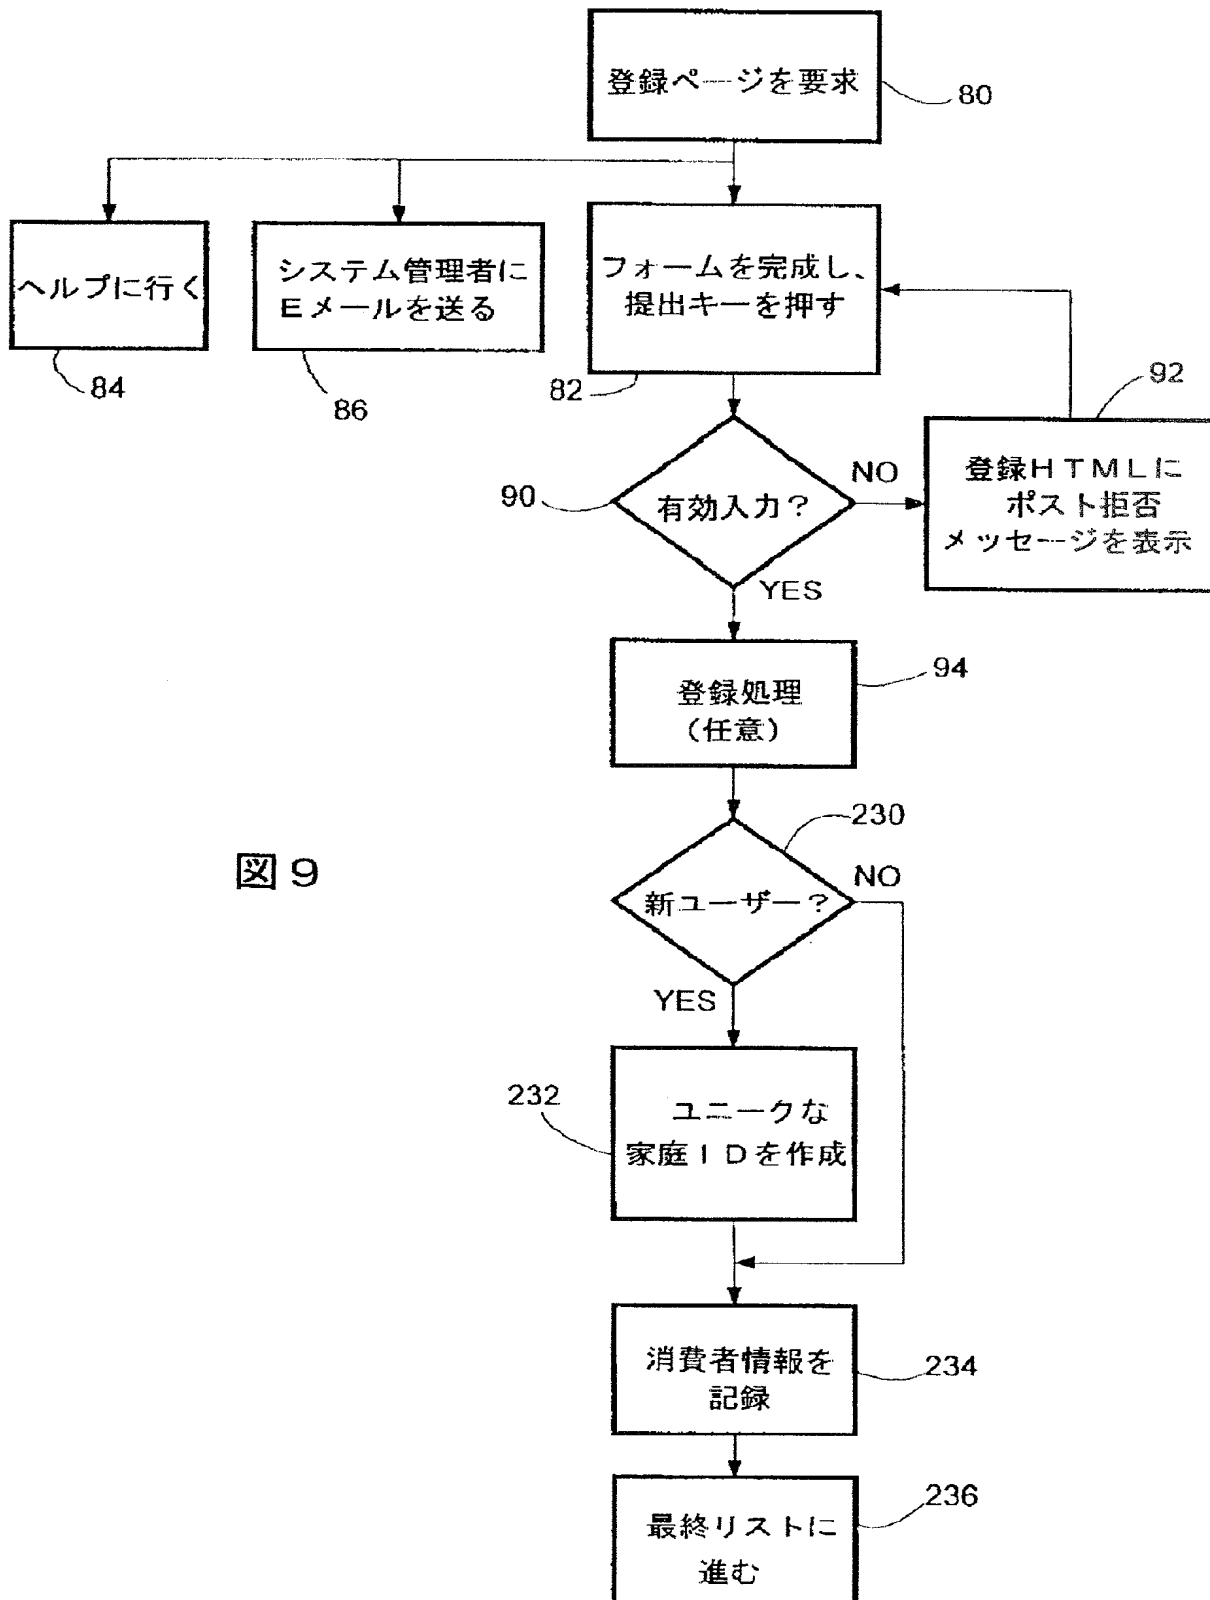 登録ページを要求
80
ヘルプに行く
84
システム管理者に
Eメールを送る
86
フォームを完成し、
提出キーを押す
82
92
登録HTMLに
ポスト拒否
メッセージを表示
90
有効入力?
NO
YES
登録処理
(任意)
94
図9
230
新ユーザー?
NO
YES
232
ユニークな
家庭IDを作成
消費者情報を
記録
234
最終リストに
進む
236